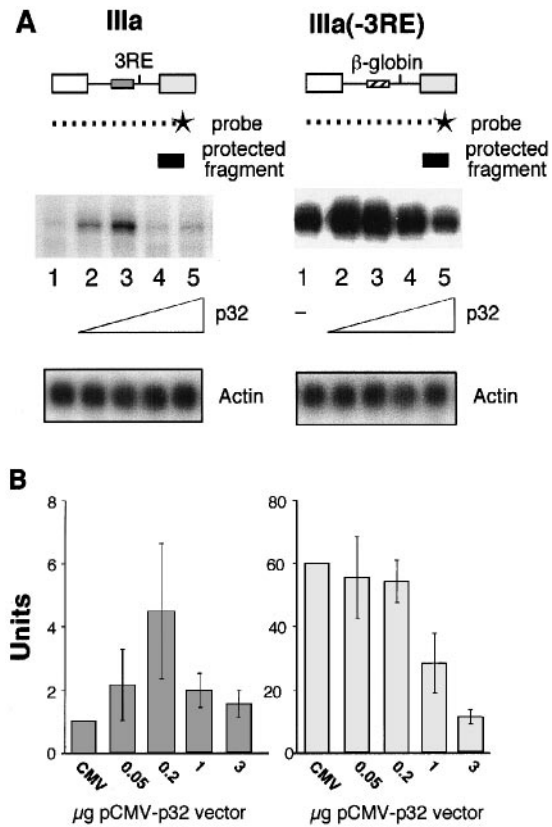 A
IIIa
IIIa(-3RE)
3RE
β-globin
probe
protected
fragment
probe
protected
fragment
1 2 3 4 5
1 2 3 4 5
p32
– p32
Actin
Actin
B
Units
8
6
4
2
0
80
60
40
20
0
CMV 0.05 0.2 1 3
CMV 0.05 0.2 1 3
µg pCMV-p32 vector
µg pCMV-p32 vector